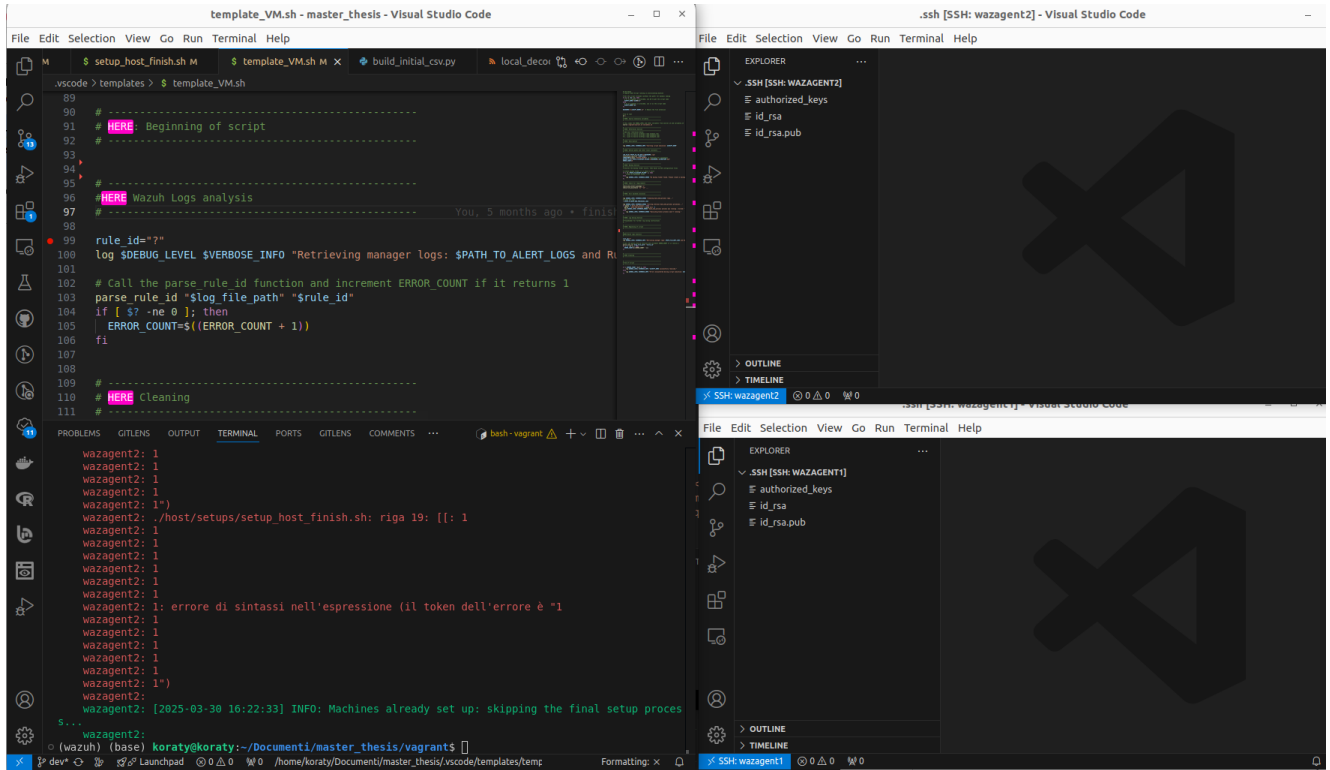 template_VM.sh - master_thesis - Visual Studio Code
File Edit Selection View Go Run Terminal Help
M $ setup_host_finish.sh M $ template_VM.sh M build_initial_csv.py
.vscode > templates > $ template_VM.sh
89
90 # -------------------------------------------------
91 # HERE: Beginning of script
92 # -------------------------------------------------
93
94
95 # -------------------------------------------------
96 #HERE Wazuh Logs analysis
97 # ------------------------------------------------- You, 5 months ago • finis
98
99 rule_id="?"
100 log $DEBUG_LEVEL $VERBOSE_INFO "Retrieving manager logs: $PATH_TO_ALERT_LOGS and Ru
101
102 # Call the parse_rule_id function and increment ERROR_COUNT if it returns 1
103 parse_rule_id "$log_file_path" "$rule_id"
104 if [ $? -ne 0 ]; then
105 ERROR_COUNT=$((ERROR_COUNT + 1))
106 fi
107
108
109 # -------------------------------------------------
110 # HERE Cleaning
111 # -------------------------------------------------
13
1
11
PROBLEMS GITLENS OUTPUT TERMINAL PORTS GITLENS COMMENTS ··· bash - vagrant
wazagent2: 1
wazagent2: 1
wazagent2: 1
wazagent2: 1
wazagent2: 1")
wazagent2: ./host/setups/setup_host_finish.sh: riga 19: [[: 1
wazagent2: 1
wazagent2: 1
wazagent2: 1
wazagent2: 1
wazagent2: 1
wazagent2: 1
wazagent2: 1: errore di sintassi nell'espressione (il token dell'errore è "1
wazagent2: 1
wazagent2: 1
wazagent2: 1
wazagent2: 1
wazagent2: 1
wazagent2: 1")
wazagent2:
wazagent2: [2025-03-30 16:22:33] INFO: Machines already set up: skipping the final setup proces
s...
wazagent2:
(wazuh) (base) koraty@koraty:~/Documenti/master_thesis/vagrant$
dev* Launchpad 0 0 0 /home/koraty/Documenti/master_thesis/.vscode/templates/temp Formatting: ×
.ssh [SSH: wazagent2] - Visual Studio Code
File Edit Selection View Go Run Terminal Help
EXPLORER ···
.SSH [SSH: WAZAGENT2]
authorized_keys
id_rsa
id_rsa.pub
OUTLINE
TIMELINE
SSH: wazagent2 0 0 0
.ssh [SSH: wazagent1] - Visual Studio Code
File Edit Selection View Go Run Terminal Help
EXPLORER ···
.SSH [SSH: WAZAGENT1]
authorized_keys
id_rsa
id_rsa.pub
OUTLINE
TIMELINE
SSH: wazagent1 0 0 0